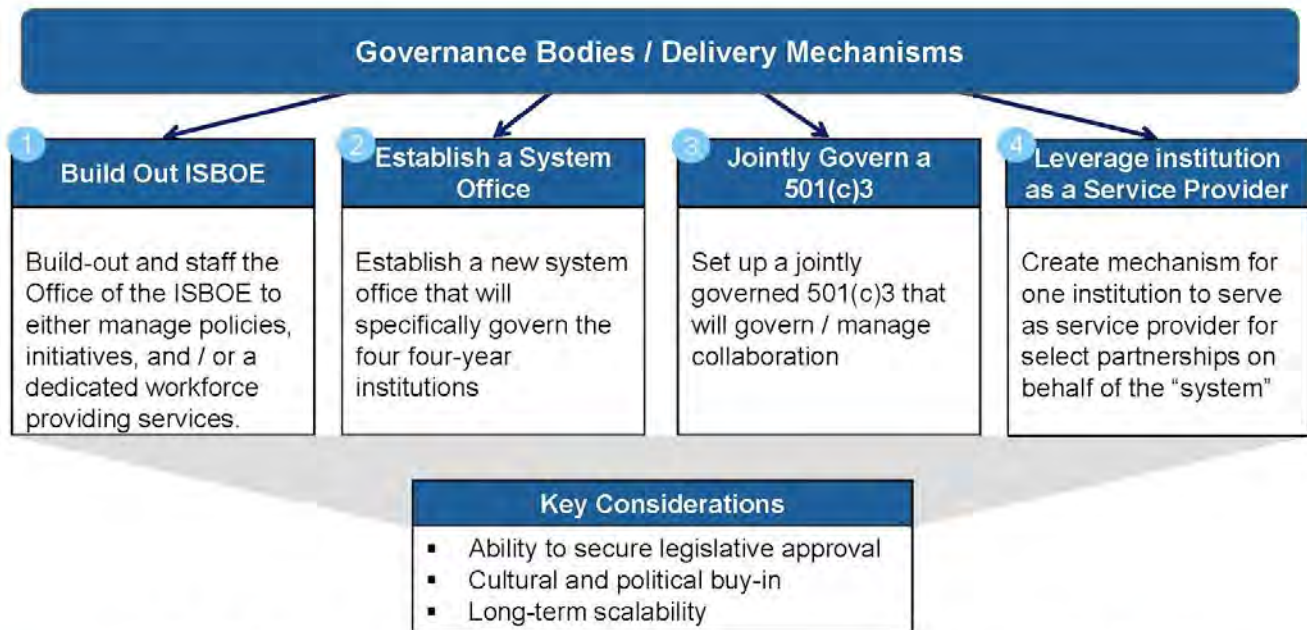 Governance Bodies / Delivery Mechanisms
1
Build Out ISBOE
Build-out and staff the
Office of the ISBOE to
either manage policies,
initiatives, and / or a
dedicated workforce
providing services.
2
Establish a System
Office
Establish a new system
office that will
specifically govern the
four four-year
institutions
3
Jointly Govern a
501(c)3
Set up a jointly
governed 501(c)3 that
will govern / manage
collaboration
4
Leverage institution
as a Service Provider
Create mechanism for
one institution to serve
as service provider for
select partnerships on
behalf of the “system”
Key Considerations
▪ Ability to secure legislative approval
▪ Cultural and political buy-in
▪ Long-term scalability